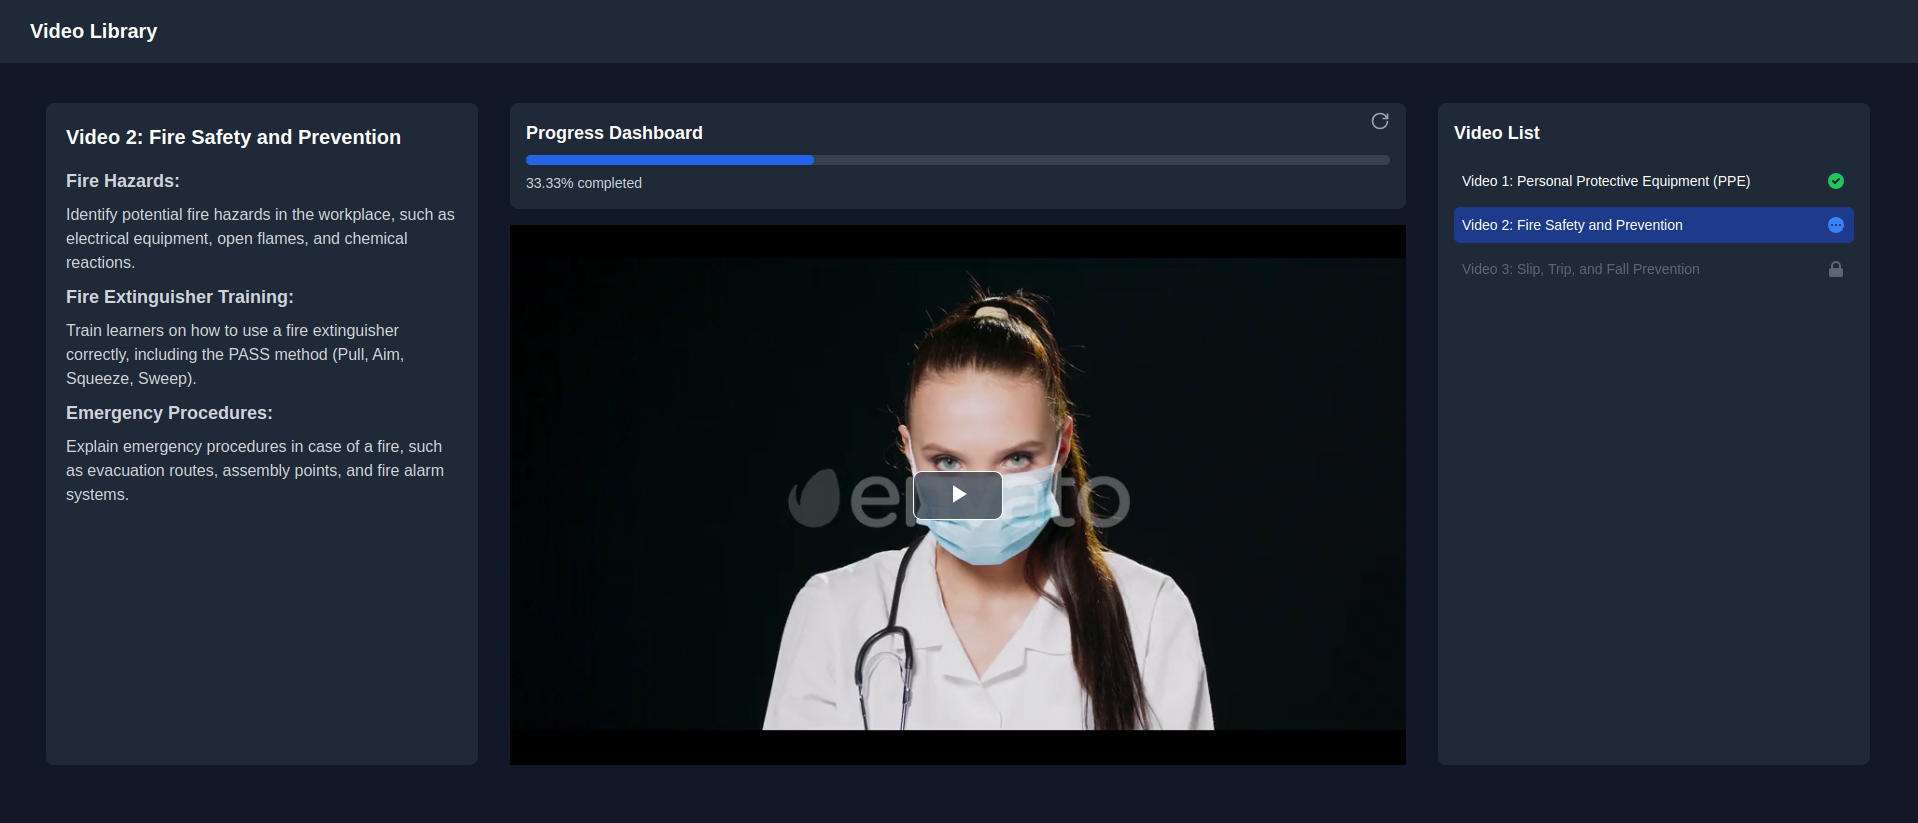 Video Library
Video 2: Fire Safety and Prevention
Fire Hazards:
Identify potential fire hazards in the workplace, such as
electrical equipment, open flames, and chemical
reactions.
Fire Extinguisher Training:
Train learners on how to use a fire extinguisher
correctly, including the PASS method (Pull, Aim,
Squeeze, Sweep).
Emergency Procedures:
Explain emergency procedures in case of a fire, such
as evacuation routes, assembly points, and fire alarm
systems.
Progress Dashboard
33.33% completed
envato
Video List
Video 1: Personal Protective Equipment (PPE)
Video 2: Fire Safety and Prevention
Video 3: Slip, Trip, and Fall Prevention